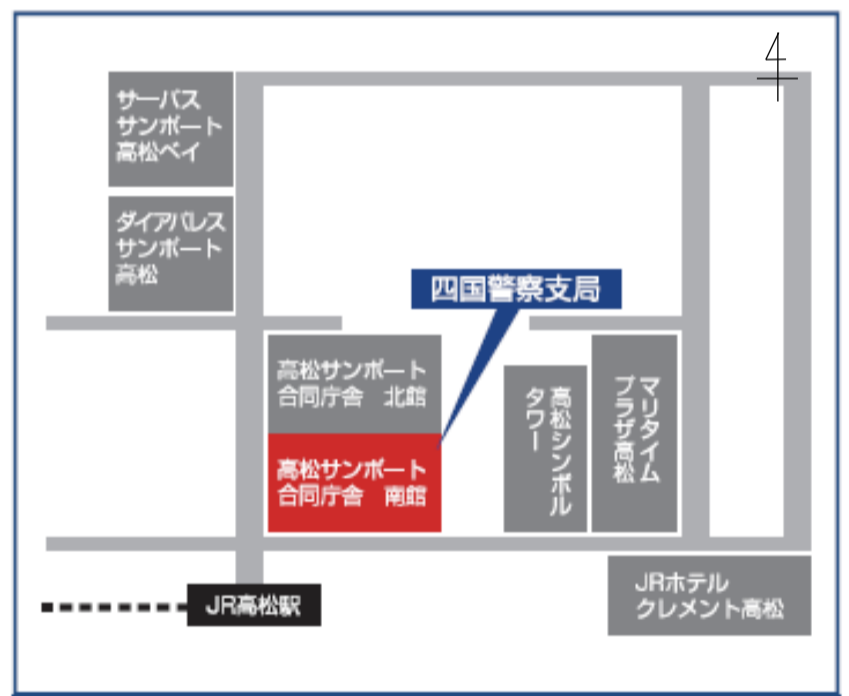 サーパス
サンポート
高松ベイ
ダイアパレス
サンポート
高松
四国警察支局
高松サンポート
合同庁舎　北館
高松サンポート
合同庁舎　南館
高松シンボル
タワー
マリタイム
プラザ高松
JR高松駅
JRホテル
クレメント高松